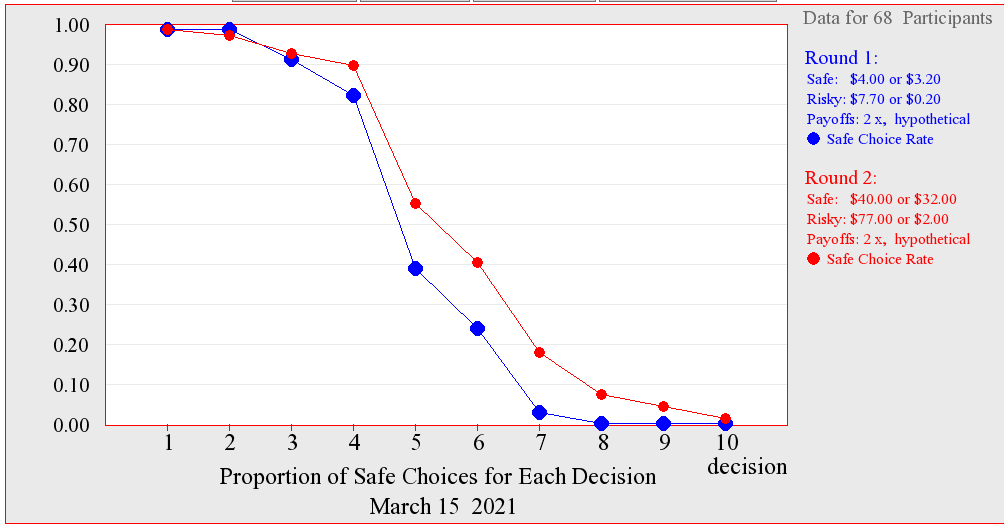 1.00
0.90
0.80
0.70
0.60
0.50
0.40
0.30
0.20
0.10
0.00
1 2 3 4 5 6 7 8 9 10
decision
Proportion of Safe Choices for Each Decision
March 15 2021
Data for 68 Participants
Round 1:
Safe: $4.00 or $3.20
Risky: $7.70 or $0.20
Payoffs: 2 x, hypothetical
Safe Choice Rate
Round 2:
Safe: $40.00 or $32.00
Risky: $77.00 or $2.00
Payoffs: 2 x, hypothetical
Safe Choice Rate